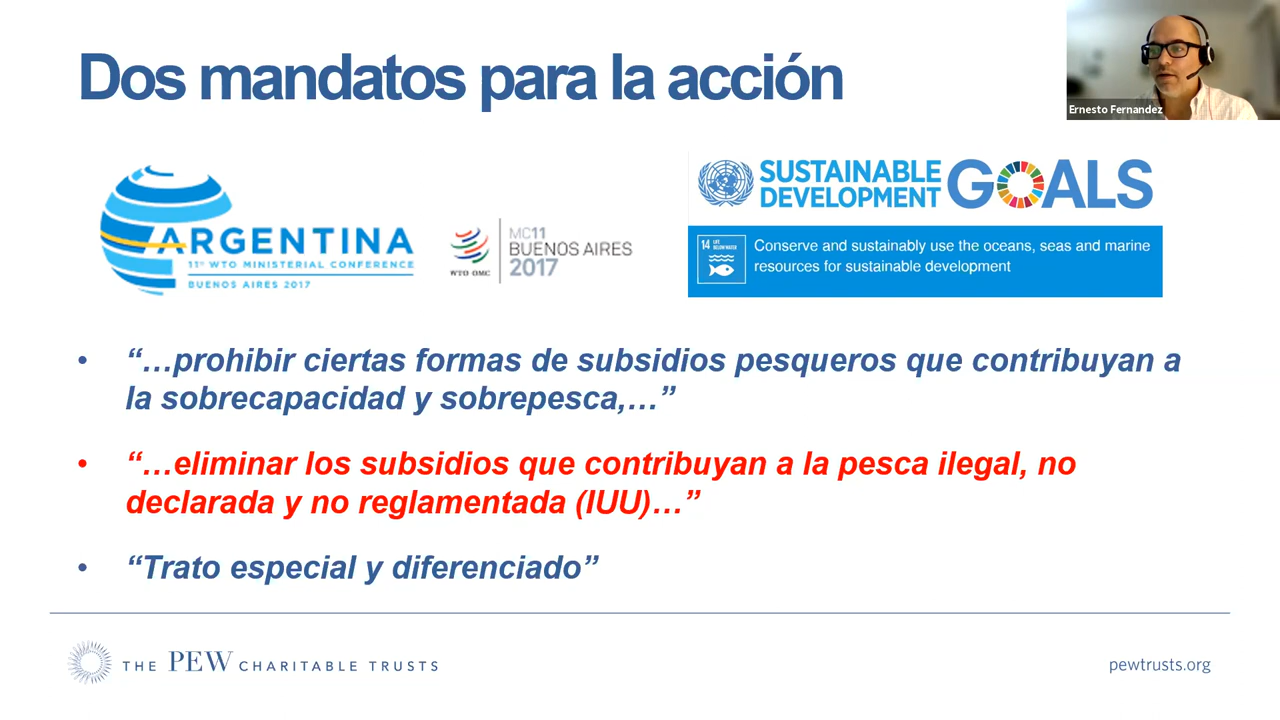 Dos mandatos para la acción
Ernesto Fernandez
ARGENTINA
11º WTO MINISTERIAL CONFERENCE
BUENOS AIRES 2017
WTO OMC
MC11
BUENOS AIRES
2017
SUSTAINABLE
DEVELOPMENT
GOALS
14 LIFE BELOW WATER
Conserve and sustainably use the oceans, seas and marine
resources for sustainable development
• “…prohibir ciertas formas de subsidios pesqueros que contribuyan a
la sobrecapacidad y sobrepesca,…”
• “…eliminar los subsidios que contribuyan a la pesca ilegal, no
declarada y no reglamentada (IUU)…”
• “Trato especial y diferenciado”
THE PEW CHARITABLE TRUSTS
pewtrusts.org